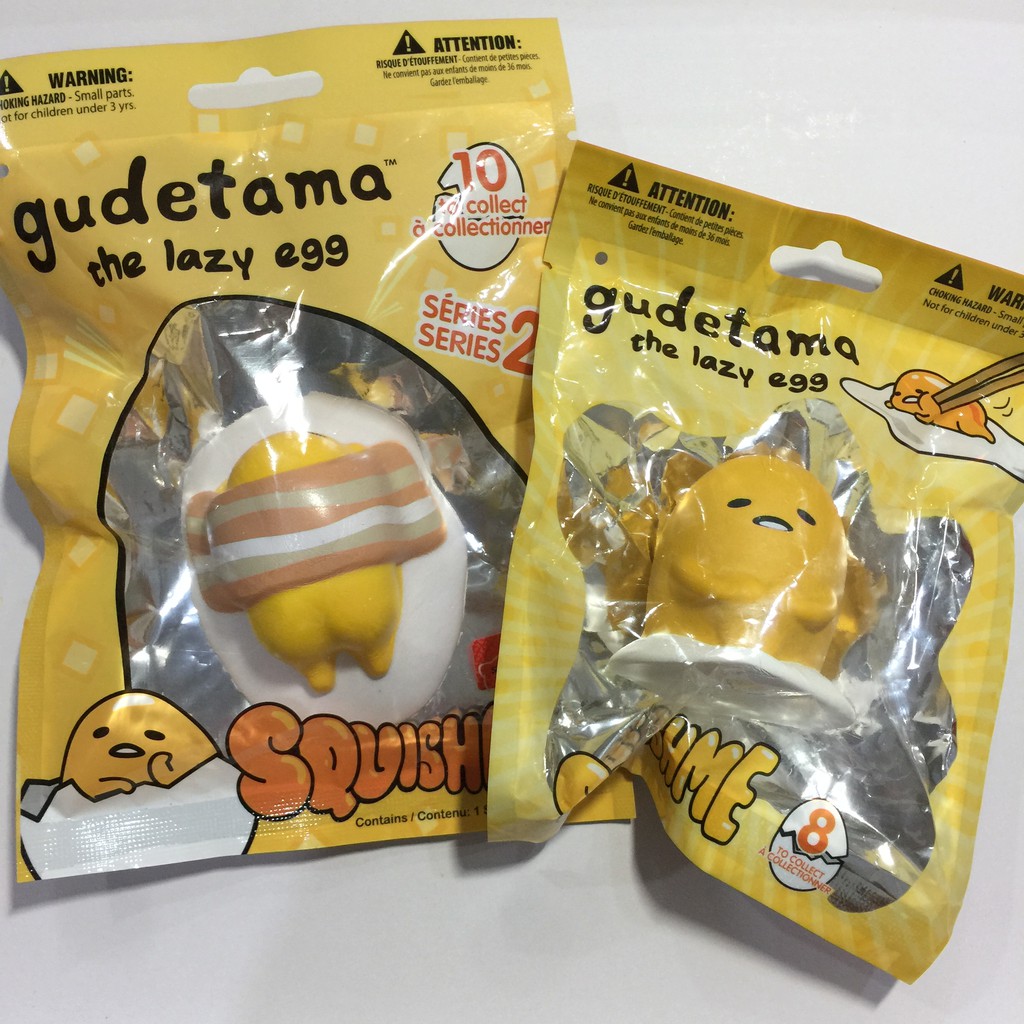 WARNING:
CHOKING HAZARD - Small parts.
Not for children under 3 yrs.
ATTENTION:
RISQUE D'ÉTOUFFEMENT - Contient de petites pièces.
Ne convient pas aux enfants de moins de 36 mois.
Gardez l'emballage.
gudetama™
the lazy egg
10
to collect
à collectionner
SÉRIES
SERIES 2
SQUISH
Contains / Contenu: 1
ATTENTION:
RISQUE D'ÉTOUFFEMENT - Contient de petites pièces.
Ne convient pas aux enfants de moins de 36 mois.
Gardez l'emballage.
WAR
CHOKING HAZARD - Small
Not for children under 3
gudetama
the lazy egg
HME
8
TO COLLECT
À COLLECTIONNER